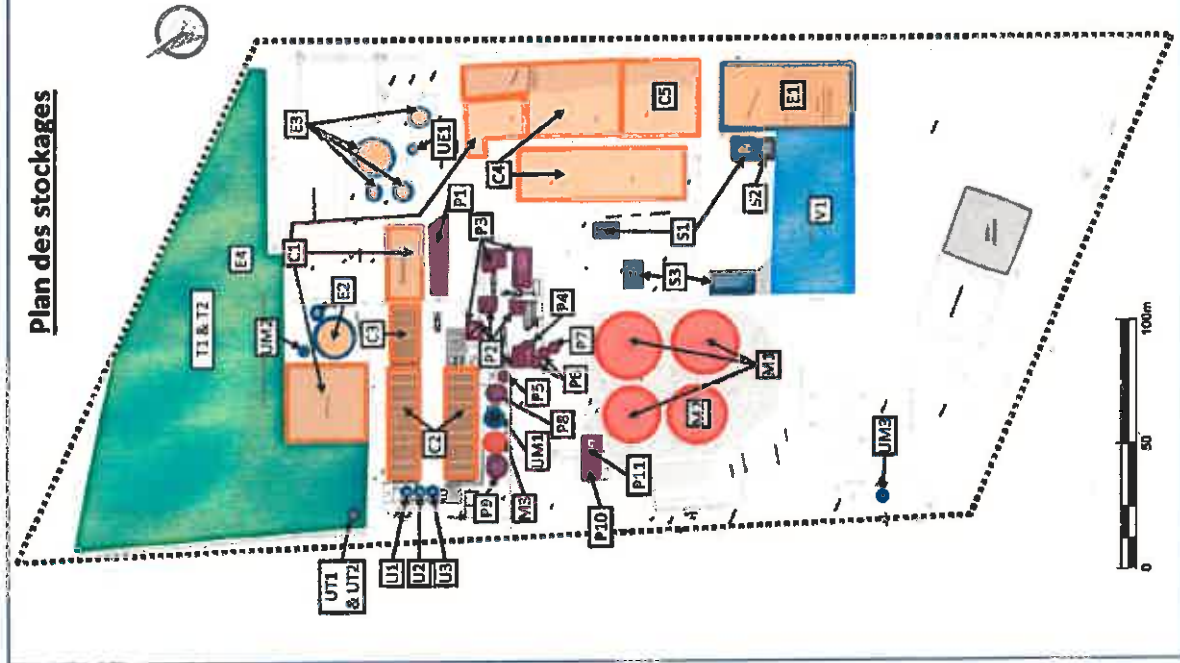 Plan des stockages
E3
UE1
E4
C1
T1 & T2
UM2
E2
C3
P1
C4
C5
E1
P3
S2
S1
V1
S3
P2
P4
P7
P6
P5
P8
UM1
C2
M3
P9
P11
P10
M1
UM3
U1
U2
U3
UT1
& UT2
0
50
100m